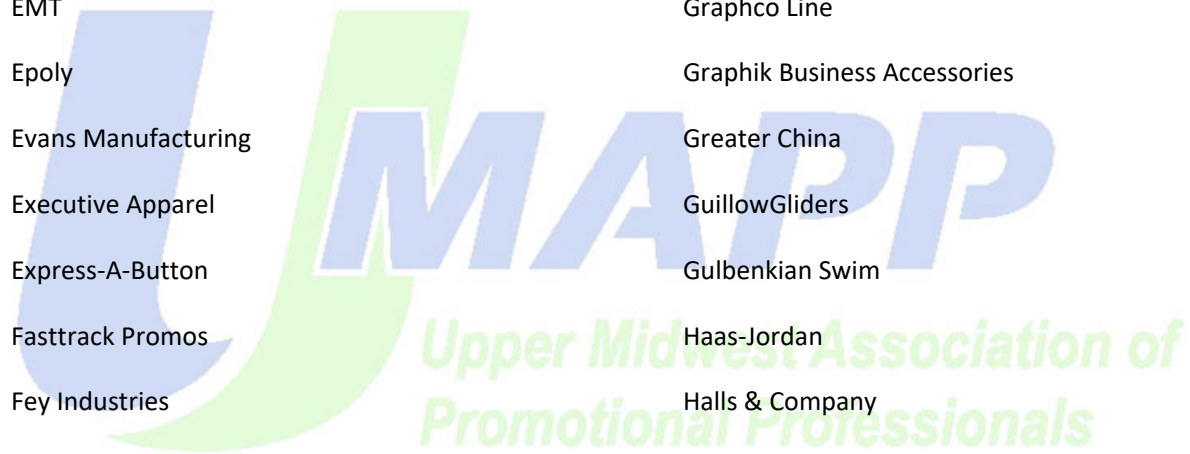 EMT
Epoly
Evans Manufacturing
Executive Apparel
Express-A-Button
Fasttrack Promos
Fey Industries
Graphco Line
Graphik Business Accessories
Greater China
GuillowGliders
Gulbenkian Swim
Haas-Jordan
Halls & Company
UMAPP
Upper Midwest Association of
Promotional Professionals